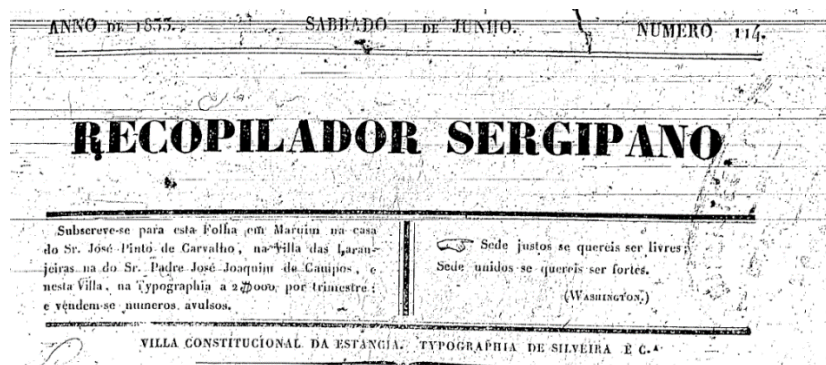 ANNO DE 1833.
SABBADO 1 DE JUNHO.
NUMERO 114.
RECOPILADOR SERGIPANO
Subscreve-se para esta Folha em Maruim na casa
do Sr. José Pinto de Carvalho, na Villa das Laran-
jeiras na do Sr. Padre José Joaquim de Campos, e
nesta Villa, na Typographia a 2$000, por trimestre;
e vendem-se numeros avulsos.
Sede justos se quereis ser livres;
Sede unidos se quereis ser fortes.
(WASHINGTON.)
VILLA CONSTITUCIONAL DA ESTANCIA. TYPOGRAPHIA DE SILVEIRA E C.ª